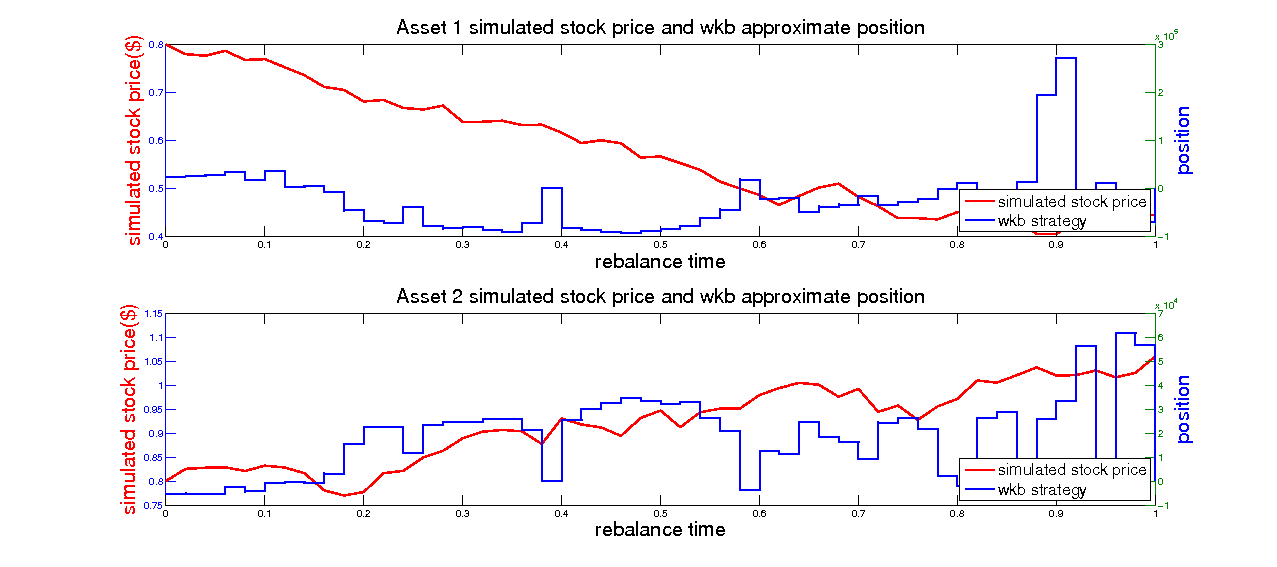 Asset 1 simulated stock price and wkb approximate position
simulated stock price($)
0.8
0.7
0.6
0.5
0.4
x 10^5
3
2
1
0
-1
position
simulated stock price
wkb strategy
0 0.1 0.2 0.3 0.4 0.5 0.6 0.7 0.8 0.9 1
rebalance time
Asset 2 simulated stock price and wkb approximate position
simulated stock price($)
1.15
1.1
1.05
1
0.95
0.9
0.85
0.8
0.75
x 10^4
7
6
5
4
3
2
1
0
-1
position
simulated stock price
wkb strategy
0 0.1 0.2 0.3 0.4 0.5 0.6 0.7 0.8 0.9 1
rebalance time